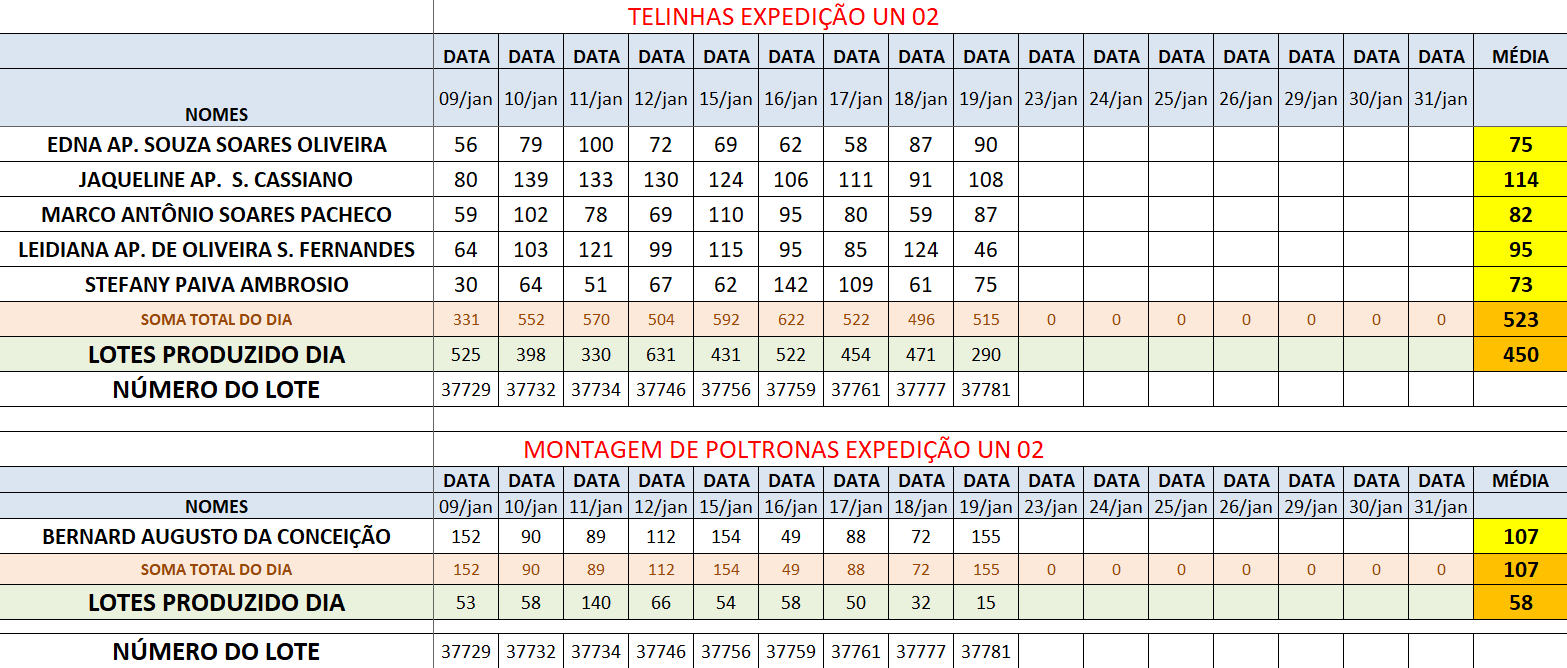 TELINHAS EXPEDIÇÃO UN 02
DATA DATA DATA DATA DATA DATA DATA DATA DATA DATA DATA DATA DATA DATA DATA DATA MÉDIA
NOMES 09/jan 10/jan 11/jan 12/jan 15/jan 16/jan 17/jan 18/jan 19/jan 23/jan 24/jan 25/jan 26/jan 29/jan 30/jan 31/jan
EDNA AP. SOUZA SOARES OLIVEIRA 56 79 100 72 69 62 58 87 90 75
JAQUELINE AP. S. CASSIANO 80 139 133 130 124 106 111 91 108 114
MARCO ANTÔNIO SOARES PACHECO 59 102 78 69 110 95 80 59 87 82
LEIDIANA AP. DE OLIVEIRA S. FERNANDES 64 103 121 99 115 95 85 124 46 95
STEFANY PAIVA AMBROSIO 30 64 51 67 62 142 109 61 75 73
SOMA TOTAL DO DIA 331 552 570 504 592 622 522 496 515 0 0 0 0 0 0 0 523
LOTES PRODUZIDO DIA 525 398 330 631 431 522 454 471 290 450
NÚMERO DO LOTE 37729 37732 37734 37746 37756 37759 37761 37777 37781
MONTAGEM DE POLTRONAS EXPEDIÇÃO UN 02
DATA DATA DATA DATA DATA DATA DATA DATA DATA DATA DATA DATA DATA DATA DATA DATA MÉDIA
NOMES 09/jan 10/jan 11/jan 12/jan 15/jan 16/jan 17/jan 18/jan 19/jan 23/jan 24/jan 25/jan 26/jan 29/jan 30/jan 31/jan
BERNARD AUGUSTO DA CONCEIÇÃO 152 90 89 112 154 49 88 72 155 107
SOMA TOTAL DO DIA 152 90 89 112 154 49 88 72 155 0 0 0 0 0 0 0 107
LOTES PRODUZIDO DIA 53 58 140 66 54 58 50 32 15 58
NÚMERO DO LOTE 37729 37732 37734 37746 37756 37759 37761 37777 37781